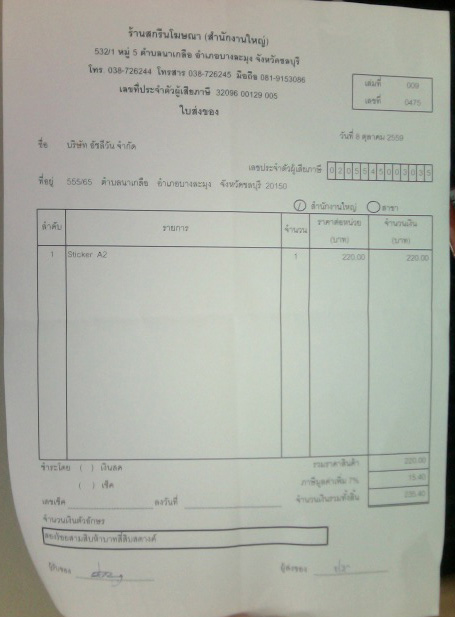 ร้านสกรีนโฆษณา (สำนักงานใหญ่)
532/1 หมู่ 5 ตำบลนาเกลือ อำเภอบางละมุง จังหวัดชลบุรี
โทร. 038-726244 โทรสาร 038-726245 มือถือ 081-9153086
เลขที่ประจำตัวผู้เสียภาษี 32096 00129 005
ใบส่งของ
เล่มที่ 009
เลขที่ 0475
วันที่ 8 ตุลาคม 2559
ชื่อ บริษัท อัชลีวัน จำกัด
เลขประจำตัวผู้เสียภาษี 0205545003035
ที่อยู่ 555/65 ตำบลนาเกลือ อำเภอบางละมุง จังหวัดชลบุรี 20150
สำนักงานใหญ่ สาขา
ลำดับ รายการ จำนวน ราคาต่อหน่วย (บาท) จำนวนเงิน (บาท)
1 Sticker A2 1 220.00 220.00
ชำระโดย ( ) เงินสด รวมราคาสินค้า 220.00
( ) เช็ค ภาษีมูลค่าเพิ่ม 7% 15.40
เลขเช็ค ลงวันที่ จำนวนเงินรวมทั้งสิ้น 235.40
จำนวนเงินตัวอักษร
สองร้อยสามสิบห้าบาทสี่สิบสตางค์
ผู้รับของ ผู้ส่งของ